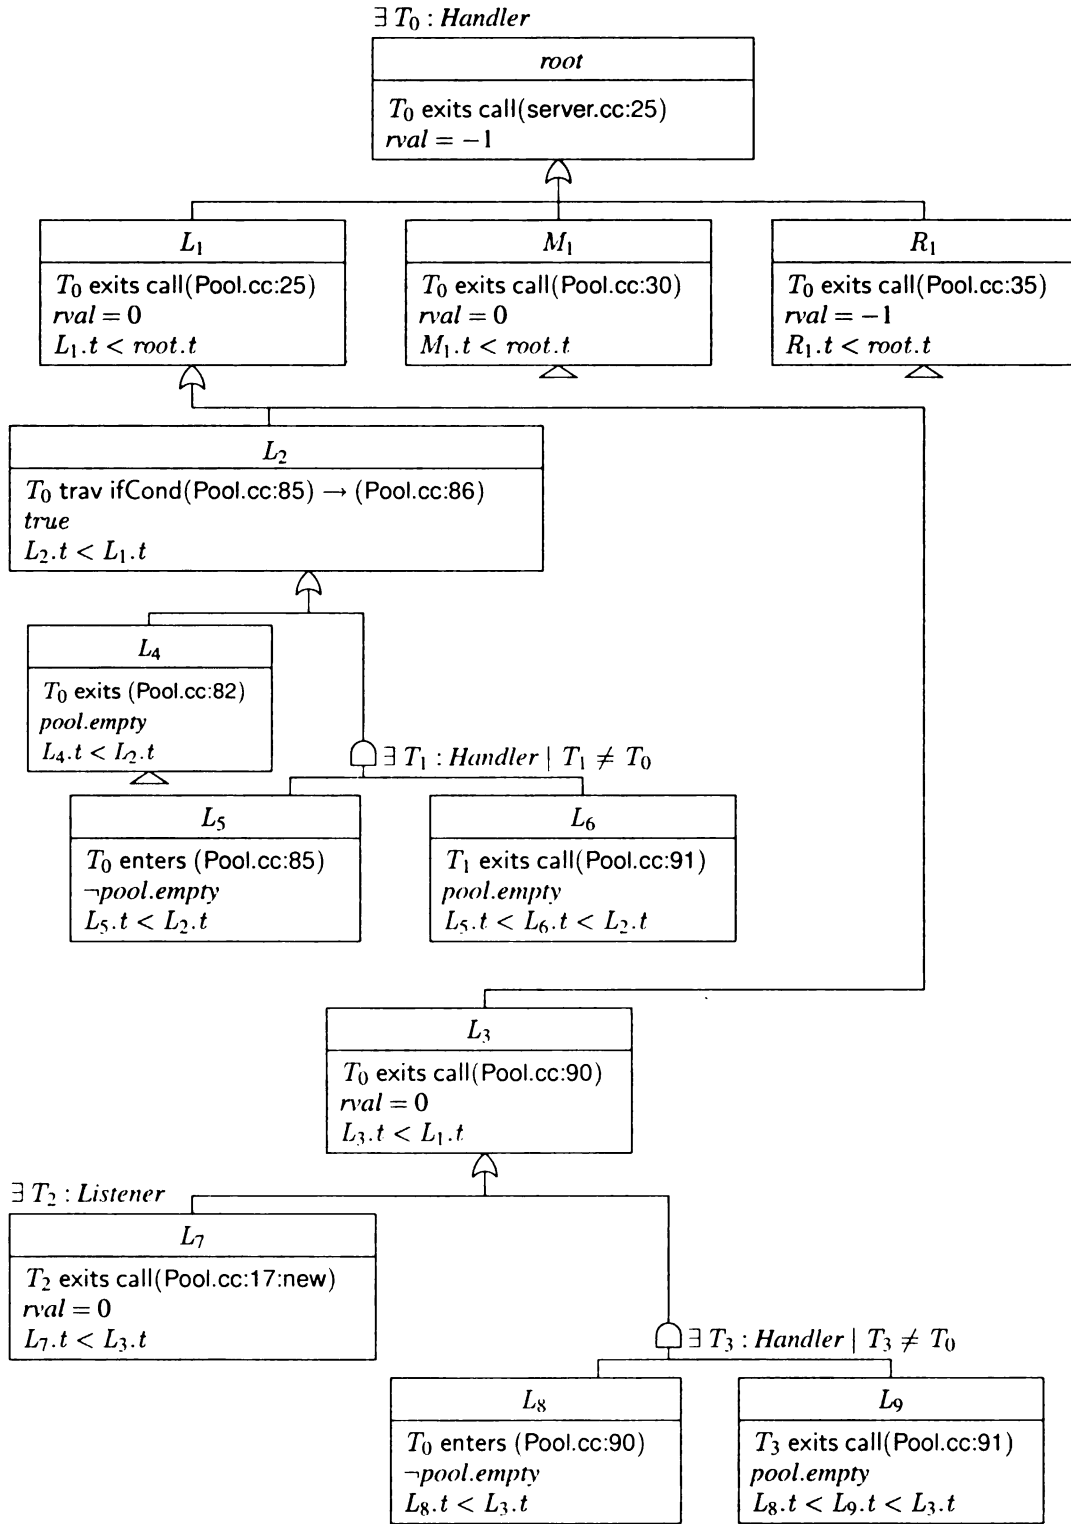 ∃ T₀ : Handler
root
T₀ exits call(server.cc:25)
rval = −1
L₁
T₀ exits call(Pool.cc:25)
rval = 0
L₁.t < root.t
M₁
T₀ exits call(Pool.cc:30)
rval = 0
M₁.t < root.t
R₁
T₀ exits call(Pool.cc:35)
rval = −1
R₁.t < root.t
L₂
T₀ trav ifCond(Pool.cc:85) → (Pool.cc:86)
true
L₂.t < L₁.t
L₄
T₀ exits (Pool.cc:82)
pool.empty
L₄.t < L₂.t
∃ T₁ : Handler | T₁ ≠ T₀
L₅
T₀ enters (Pool.cc:85)
¬pool.empty
L₅.t < L₂.t
L₆
T₁ exits call(Pool.cc:91)
pool.empty
L₅.t < L₆.t < L₂.t
L₃
T₀ exits call(Pool.cc:90)
rval = 0
L₃.t < L₁.t
∃ T₂ : Listener
L₇
T₂ exits call(Pool.cc:17:new)
rval = 0
L₇.t < L₃.t
∃ T₃ : Handler | T₃ ≠ T₀
L₈
T₀ enters (Pool.cc:90)
¬pool.empty
L₈.t < L₃.t
L₉
T₃ exits call(Pool.cc:91)
pool.empty
L₈.t < L₉.t < L₃.t